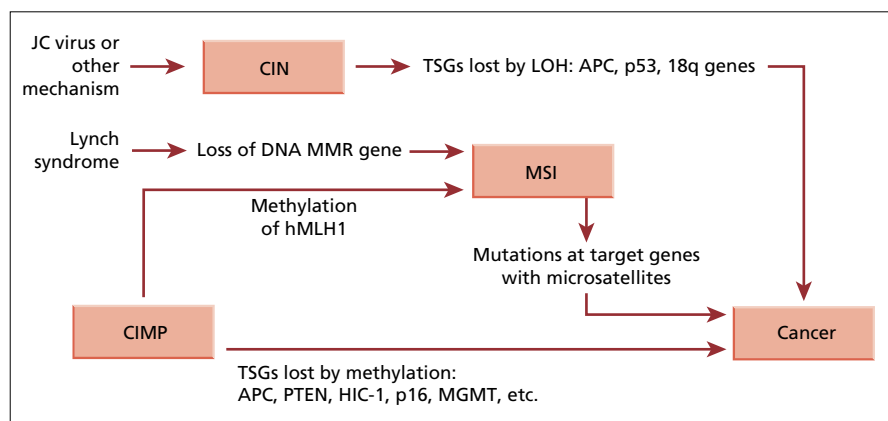 JC virus or
other
mechanism
CIN
TSGs lost by LOH: APC, p53, 18q genes
Lynch
syndrome
Loss of DNA MMR gene
MSI
Methylation
of hMLH1
Mutations at target genes
with microsatellites
CIMP
Cancer
TSGs lost by methylation:
APC, PTEN, HIC-1, p16, MGMT, etc.